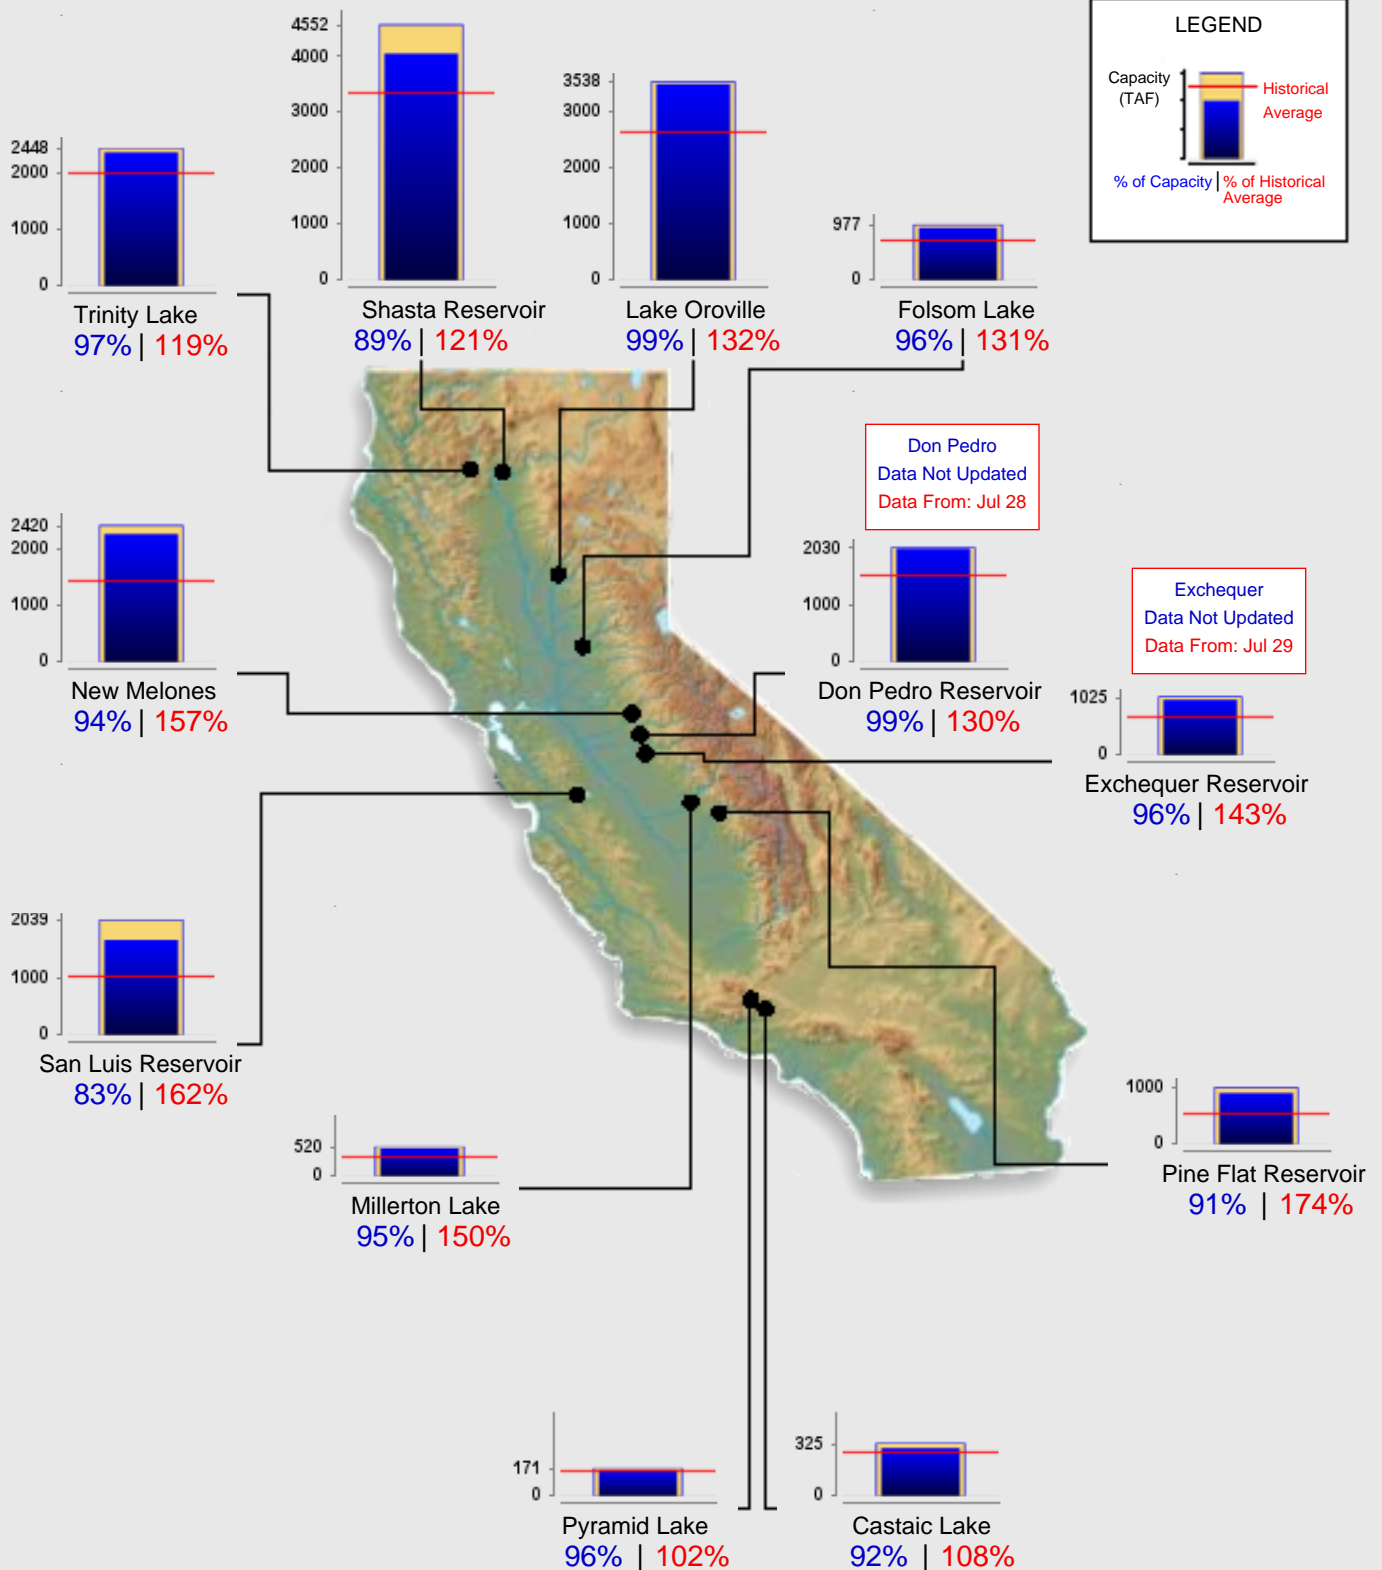 4552
4000
3000
2000
1000
0
Shasta Reservoir
89% | 121%
3538
3000
2000
1000
0
Lake Oroville
99% | 132%
LEGEND
Capacity
(TAF)
Historical
Average
% of Capacity | % of Historical
Average
2448
2000
1000
0
Trinity Lake
97% | 119%
977
0
Folsom Lake
96% | 131%
Don Pedro
Data Not Updated
Data From: Jul 28
2420
2000
1000
0
New Melones
94% | 157%
2030
1000
0
Don Pedro Reservoir
99% | 130%
Exchequer
Data Not Updated
Data From: Jul 29
1025
0
Exchequer Reservoir
96% | 143%
2039
1000
0
San Luis Reservoir
83% | 162%
520
0
Millerton Lake
95% | 150%
1000
0
Pine Flat Reservoir
91% | 174%
171
0
Pyramid Lake
96% | 102%
325
0
Castaic Lake
92% | 108%